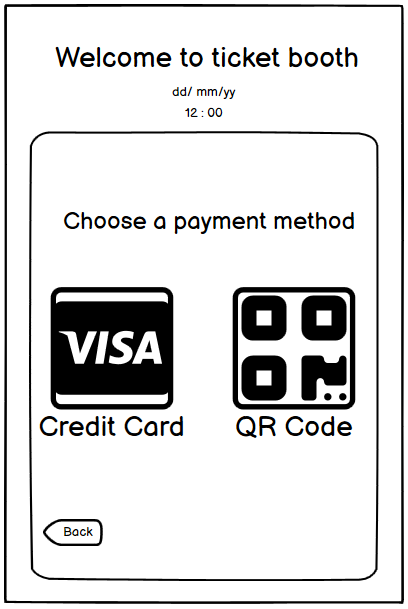 Welcome to ticket booth
dd/ mm/yy
12 : 00
Choose a payment method
VISA
Credit Card
QR Code
Back